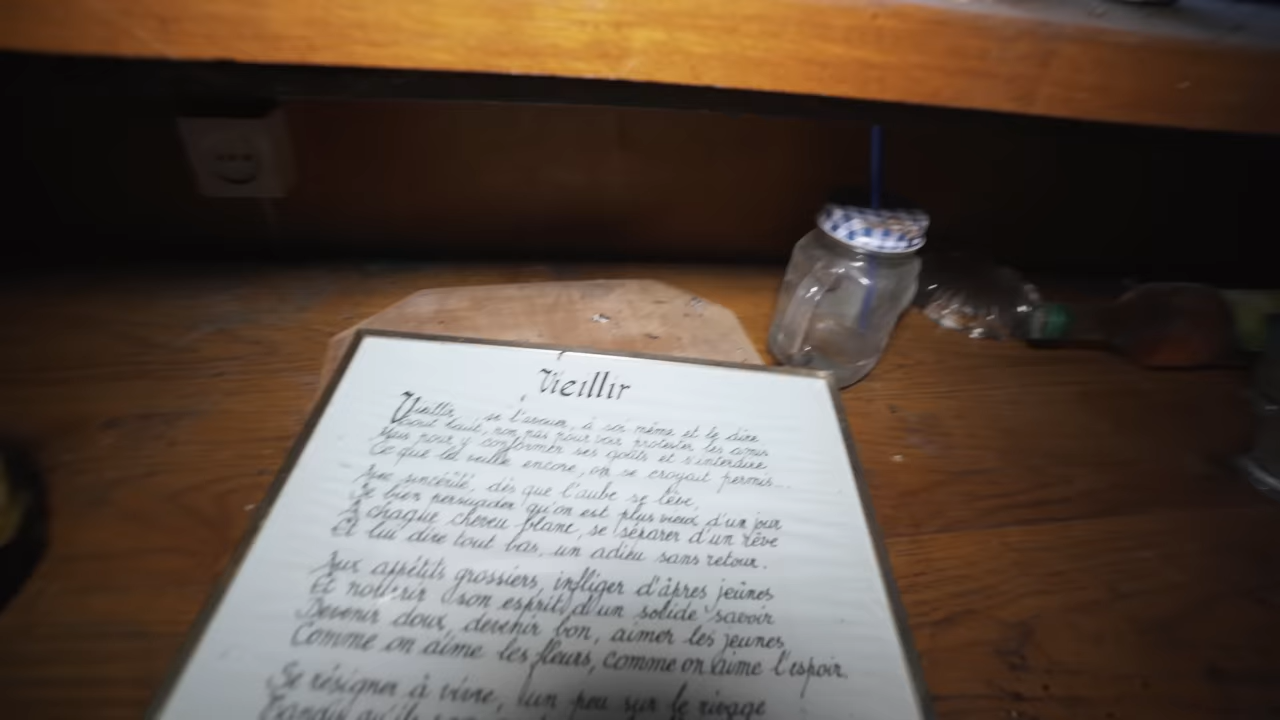 Vieillir
Vieillir, se l'avouer, à soi même et le dire
Tout haut, non pas pour voir protester les amis
Mais pour y conformer ses goûts et s'interdire
Ce que la veille encore, on se croyait permis...
Avec sincérité, dès que l'aube se lève,
Se bien persuader qu'on est plus vieux d'un jour
À chaque cheveu blanc, se séparer d'un rêve
Et lui dire tout bas, un adieu sans retour.
Aux appétits grossiers, infliger d'âpres jeûnes
Et nourrir son esprit d'un solide savoir
Devenir doux, devenir bon, aimer les jeunes
Comme on aime les fleurs, comme on aime l'espoir.
Se résigner à vivre, un peu sur le rivage
Tandis qu'ils